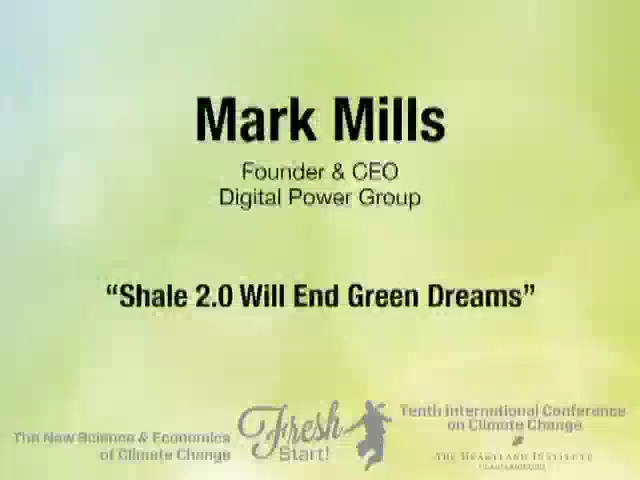 Mark Mills
Founder & CEO
Digital Power Group
“Shale 2.0 Will End Green Dreams”
The New Science & Economics
of Climate Change
Fresh
Start!
Tenth International Conference
on Climate Change
THE HEARTLAND INSTITUTE